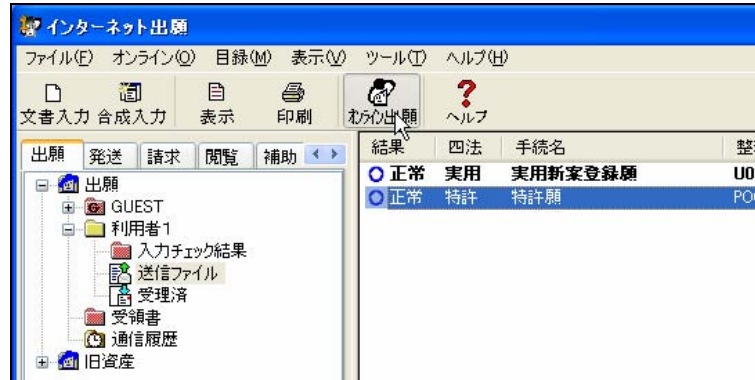 インターネット出願
ファイル(F) オンライン(O) 目録(M) 表示(V) ツール(T) ヘルプ(H)
文書入力 合成入力 表示 印刷 オンライン出願 ヘルプ
出願 発送 請求 閲覧 補助
出願
GUEST
利用者1
入力チェック結果
送信ファイル
受理済
受領書
通信履歴
旧資産
結果 四法 手続名 整
正常 実用 実用新案登録願 U0
正常 特許 特許願 P0